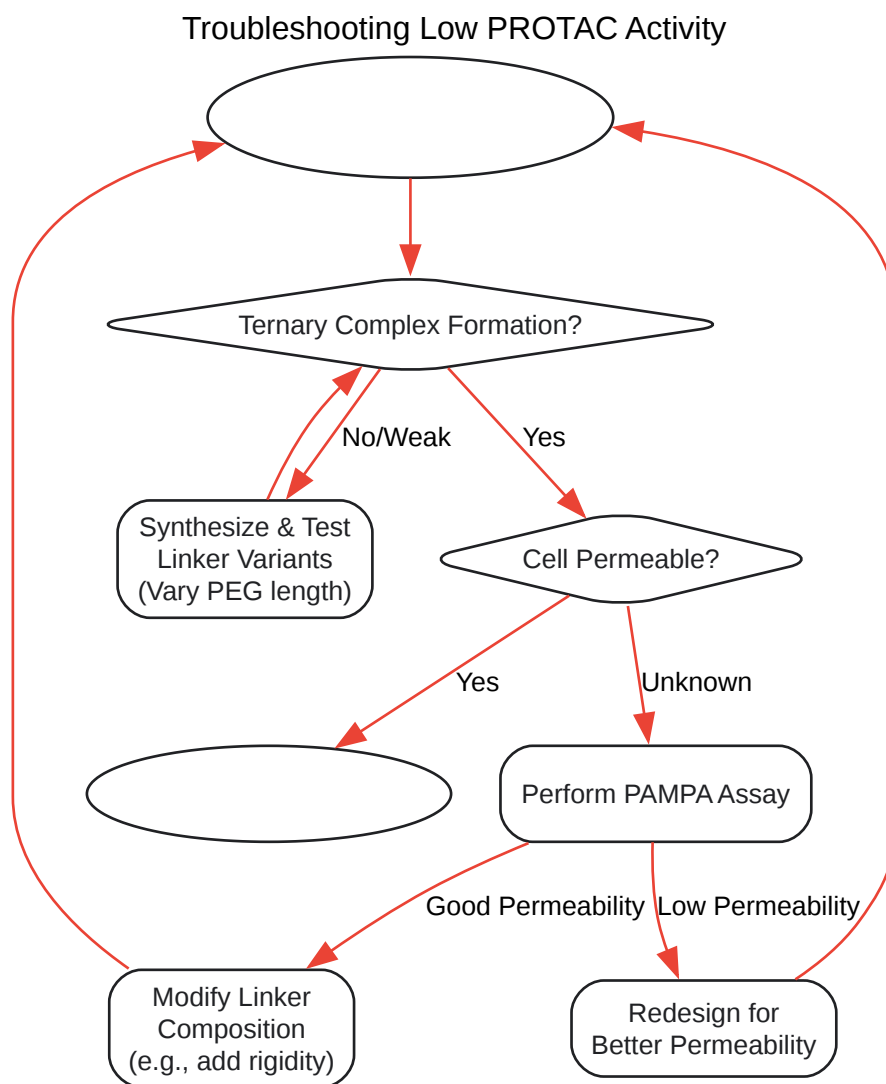 Troubleshooting Low PROTAC Activity
Ternary Complex Formation?
No/Weak
Yes
Synthesize & Test
Linker Variants
(Vary PEG length)
Cell Permeable?
Yes
Unknown
Perform PAMPA Assay
Good Permeability
Low Permeability
Modify Linker
Composition
(e.g., add rigidity)
Redesign for
Better Permeability